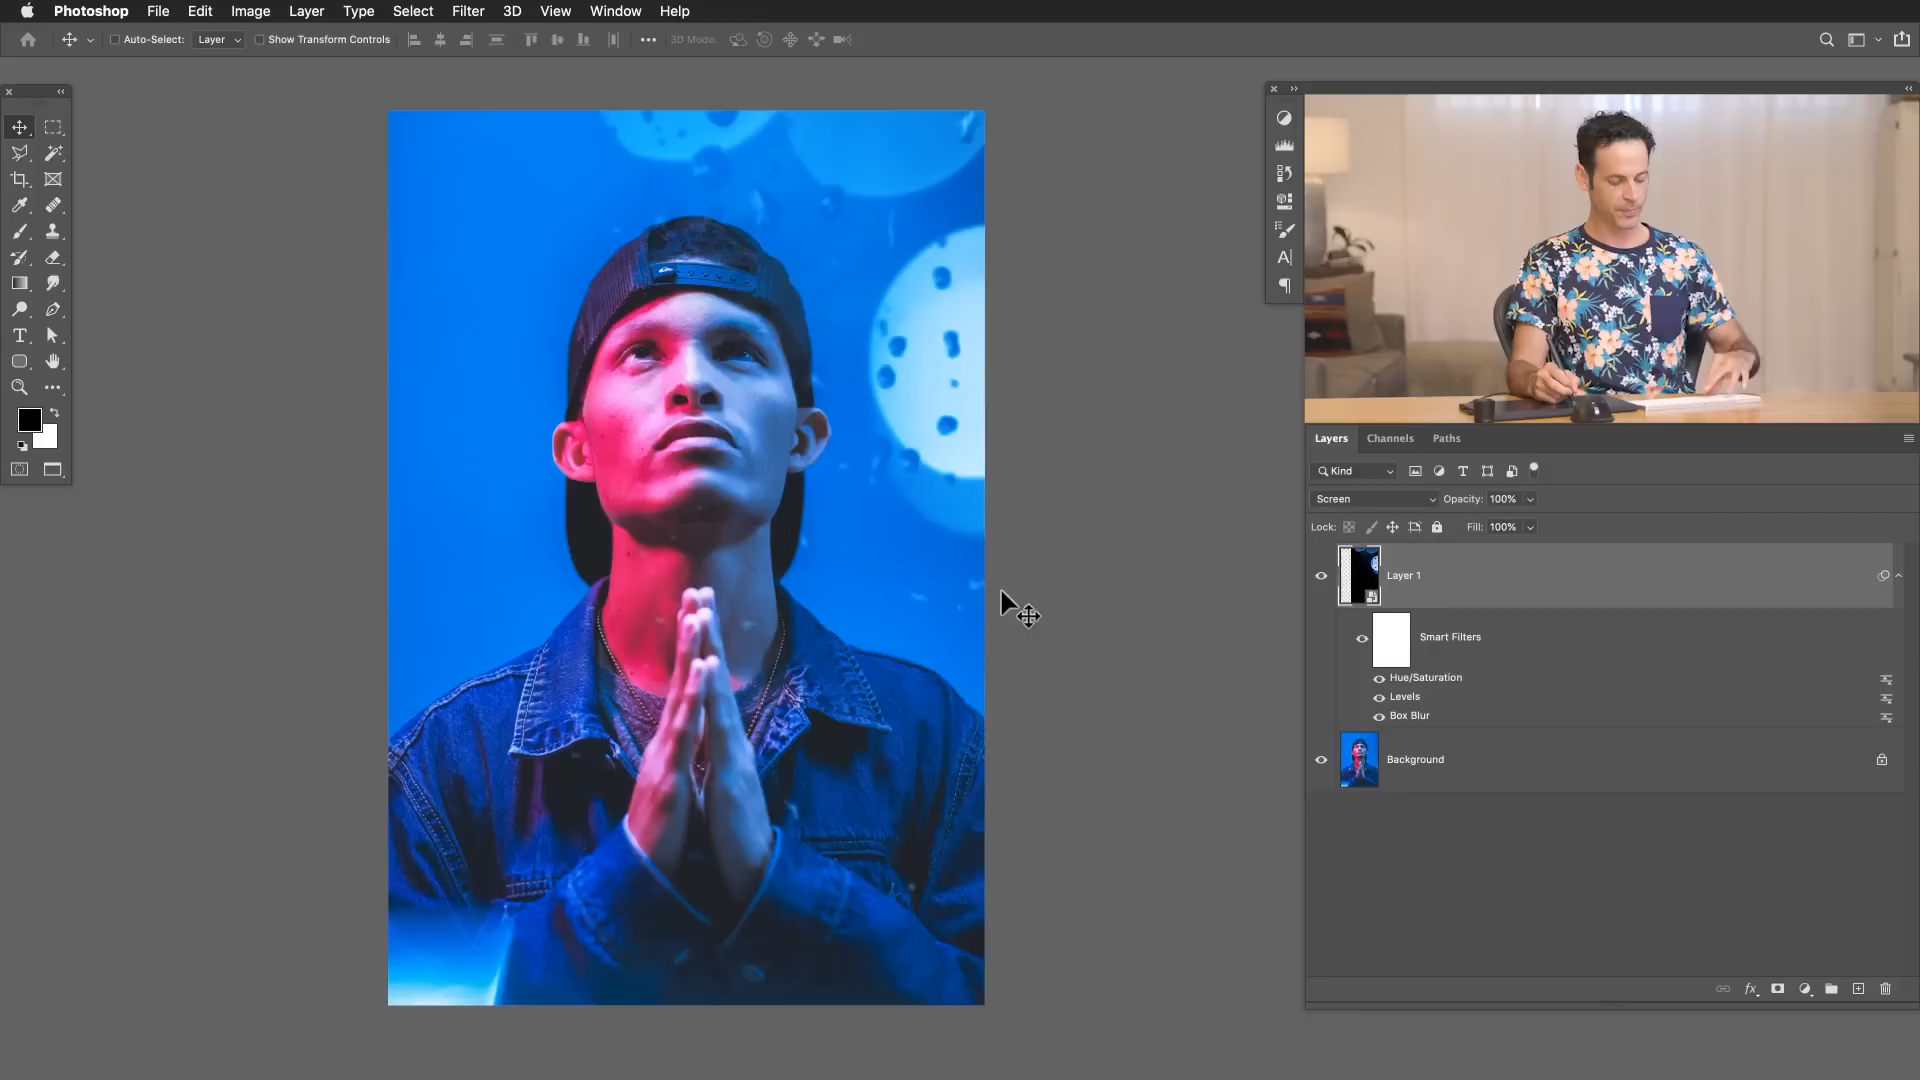 Photoshop File Edit Image Layer Type Select Filter 3D View Window Help
Auto-Select: Layer Show Transform Controls 3D Mode:
Layers Channels Paths
Kind
Screen Opacity: 100%
Lock: Fill: 100%
Layer 1
Smart Filters
Hue/Saturation
Levels
Box Blur
Background